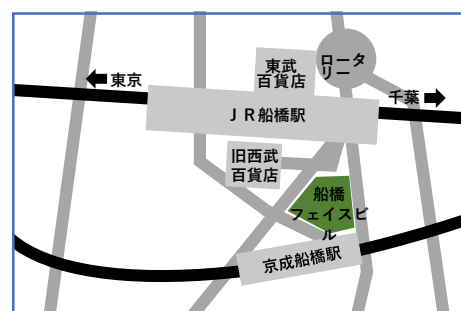 東武
百貨店
ロータ
リー
東京
千葉
ＪＲ船橋駅
旧西武
百貨店
船橋
フェイスビ
ル
京成船橋駅